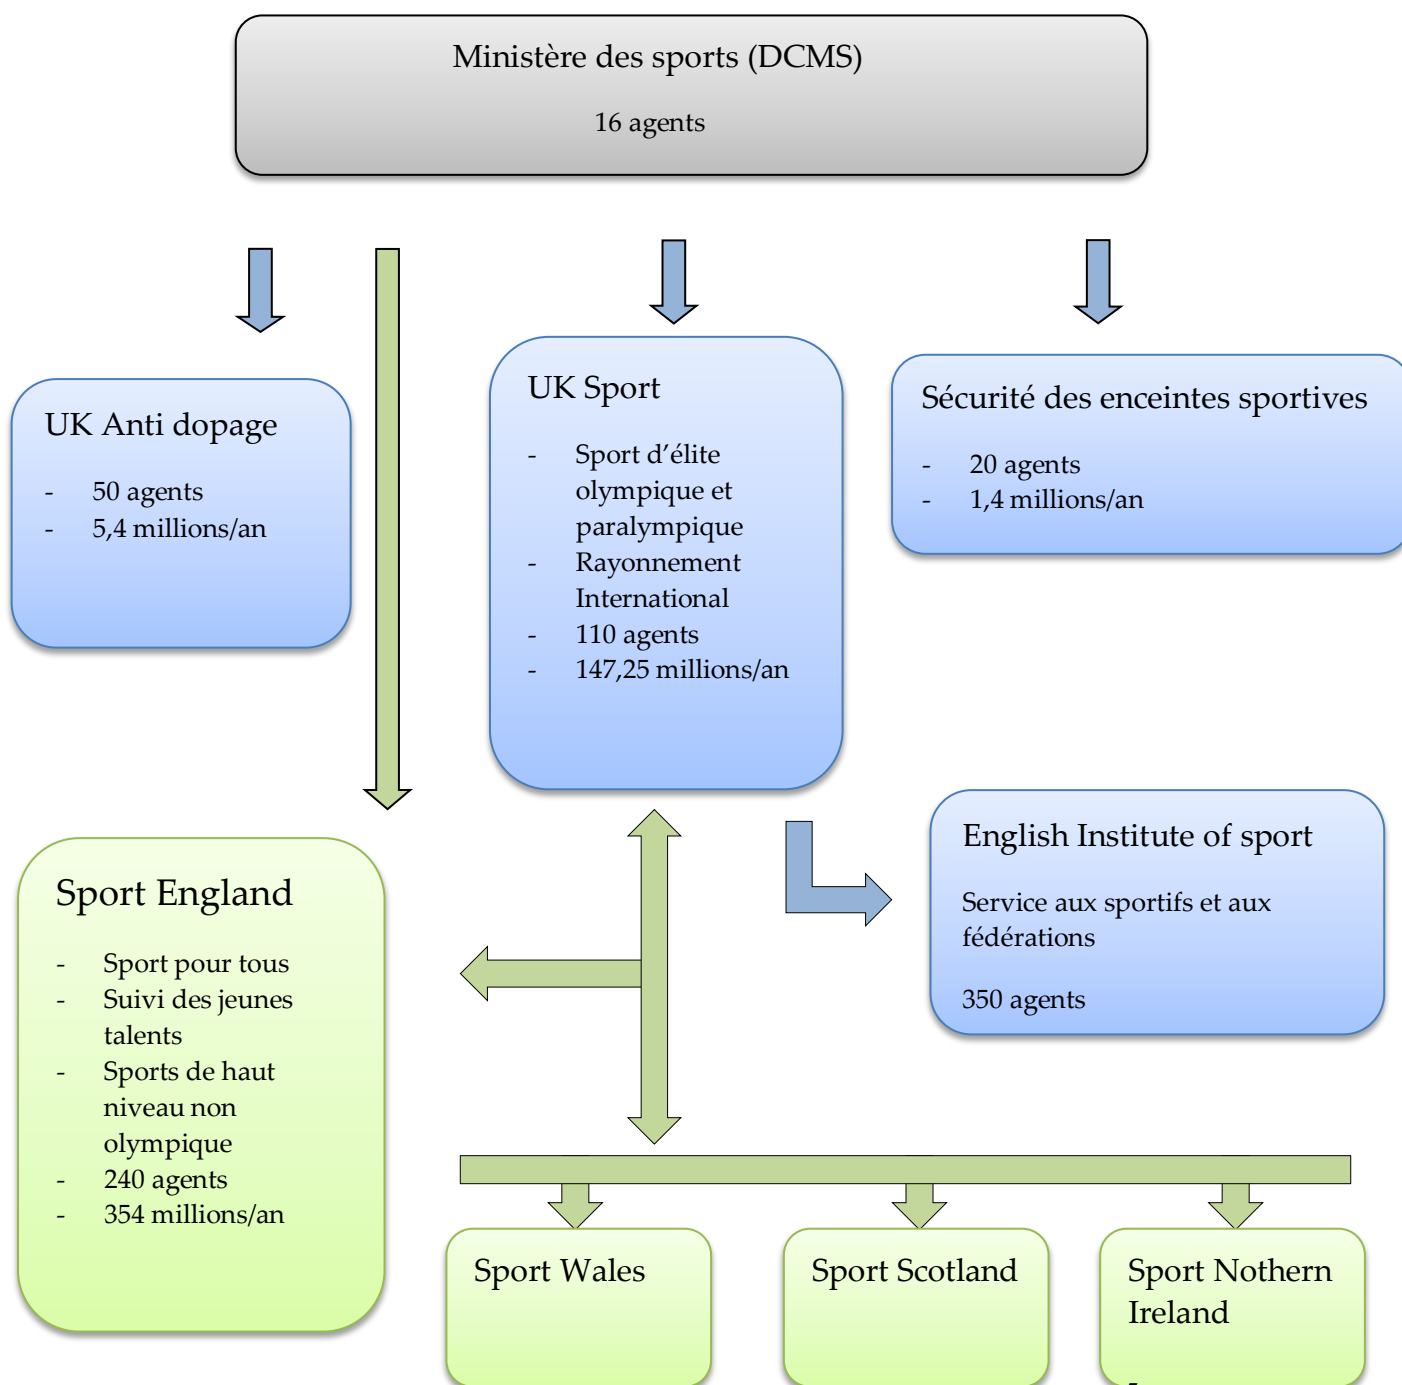 Ministère des sports (DCMS)
16 agents
UK Anti dopage
- 50 agents
- 5,4 millions/an
UK Sport
- Sport d’élite
olympique et
paralympique
- Rayonnement
International
- 110 agents
- 147,25 millions/an
Sécurité des enceintes sportives
- 20 agents
- 1,4 millions/an
English Institute of sport
Service aux sportifs et aux
fédérations
350 agents
Sport England
- Sport pour tous
- Suivi des jeunes
talents
- Sports de haut
niveau non
olympique
- 240 agents
- 354 millions/an
Sport Wales
Sport Scotland
Sport Nothern
Ireland